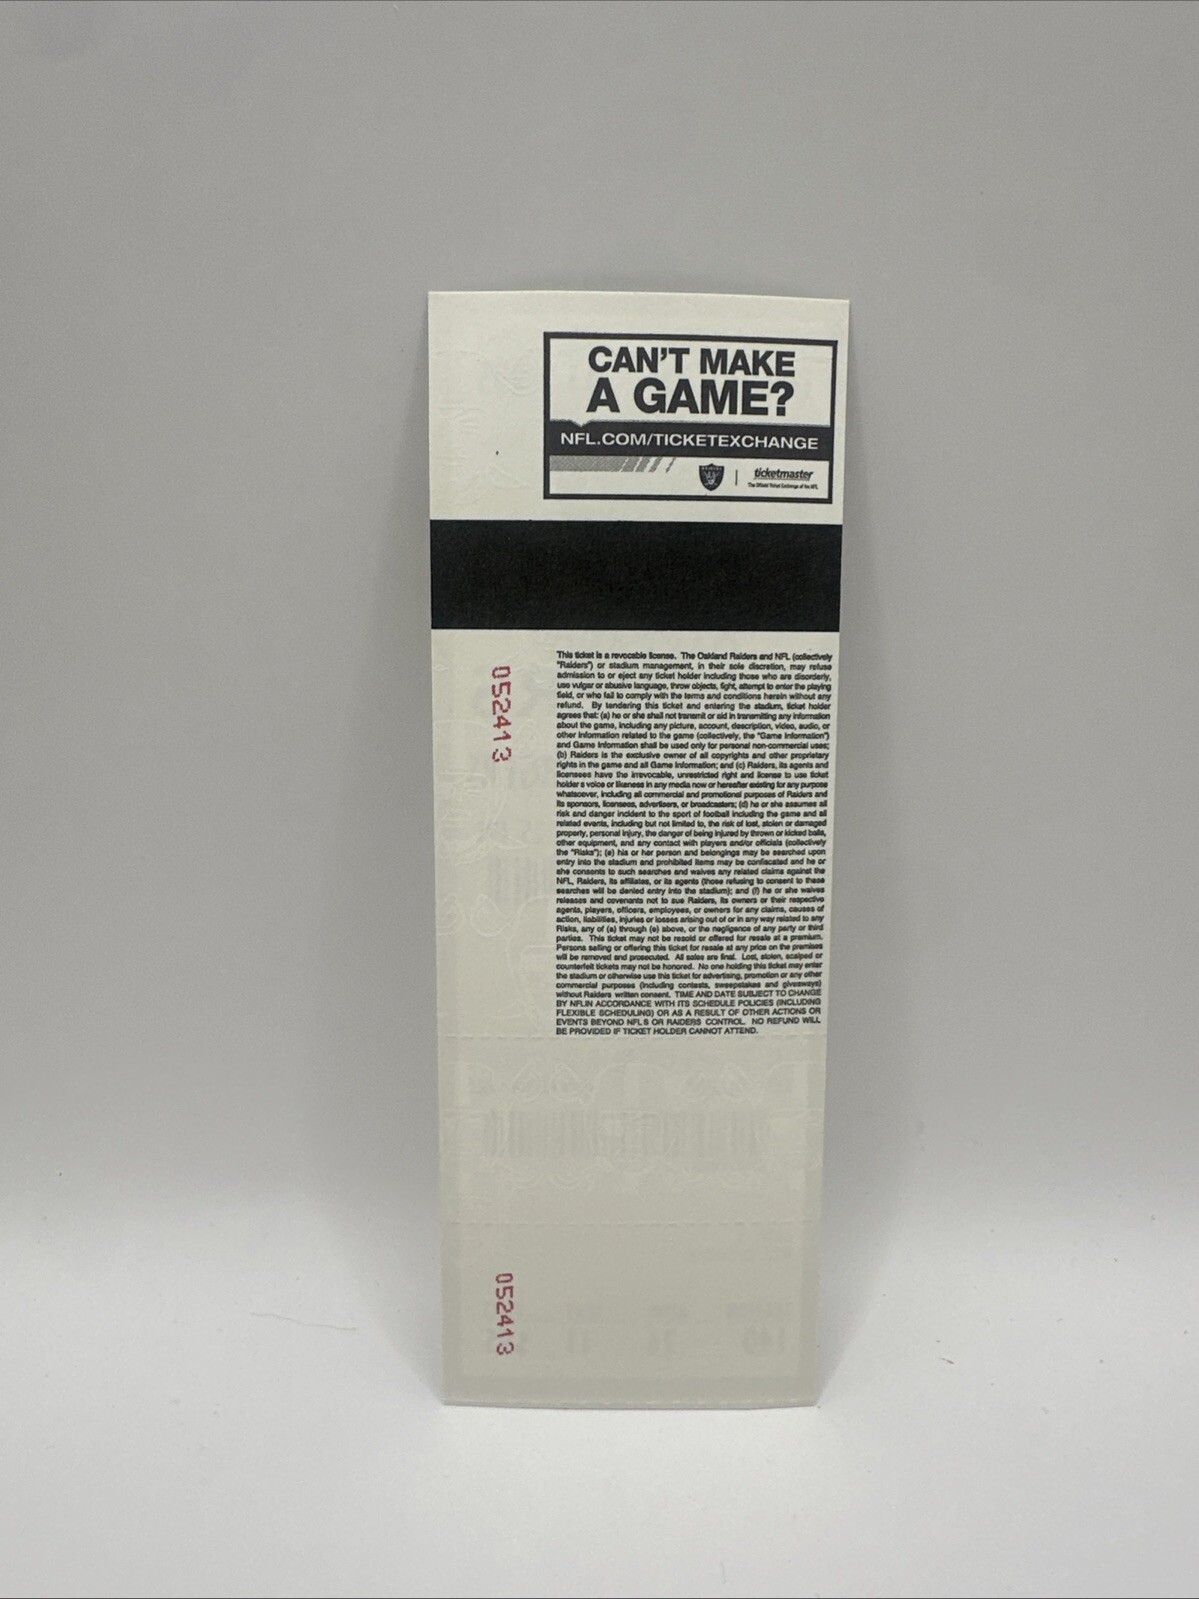 CAN'T MAKE
A GAME?
NFL.COM/TICKETEXCHANGE
RAIDERS
ticketmaster
The Official Ticket Exchange of the NFL
052413
This ticket is a revocable license. The Oakland Raiders and NFL (collectively
"Raiders") or stadium management, in their sole discretion, may refuse
admission to or eject any ticket holder including those who are disorderly,
use vulgar or abusive language, throw objects, fight, attempt to enter the playing
field, or who fail to comply with the terms and conditions herein without any
refund. By tendering this ticket and entering the stadium, ticket holder
agrees that: (a) he or she shall not transmit or aid in transmitting any information
about the game, including any picture, account, description, video, audio, or
other information related to the game (collectively, the "Game Information")
and Game Information shall be used only for personal non-commercial uses;
(b) Raiders is the exclusive owner of all copyrights and other proprietary
rights in the game and all Game Information; and (c) Raiders, its agents and
licensees have the irrevocable, unrestricted right and license to use ticket
holder s voice or likeness in any media now or hereafter existing for any purpose
whatsoever, including all commercial and promotional purposes of Raiders and
its sponsors, licensees, advertisers, or broadcasters; (d) he or she assumes all
risk and danger incident to the sport of football including the game and all
related events, including but not limited to, the risk of lost, stolen or damaged
property, personal injury, the danger of being injured by thrown or kicked balls,
other equipment, and any contact with players and/or officials (collectively
the "Risks"); (e) his or her person and belongings may be searched upon
entry into the stadium and prohibited items may be confiscated and he or
she consents to such searches and waives any related claims against the
NFL, Raiders, its affiliates, or its agents (those refusing to consent to these
searches will be denied entry into the stadium); and (f) he or she waives
releases and covenants not to sue Raiders, its owners or their respective
agents, players, officers, employees, or owners for any claims, causes of
action, liabilities, injuries or losses arising out of or in any way related to any
Risks, any of (a) through (e) above, or the negligence of any party or third
parties. This ticket may not be resold or offered for resale at a premium.
Persons selling or offering this ticket for resale at any price on the premises
will be removed and prosecuted. All sales are final. Lost, stolen, scalped or
counterfeit tickets may not be honored. No one holding this ticket may enter
the stadium or otherwise use this ticket for advertising, promotion or any other
commercial purposes (including contests, sweepstakes and giveaways)
without Raiders written consent. TIME AND DATE SUBJECT TO CHANGE
BY NFLIN ACCORDANCE WITH ITS SCHEDULE POLICIES (INCLUDING
FLEXIBLE SCHEDULING) OR AS A RESULT OF OTHER ACTIONS OR
EVENTS BEYOND NFL S OR RAIDERS CONTROL. NO REFUND WILL
BE PROVIDED IF TICKET HOLDER CANNOT ATTEND.
052413